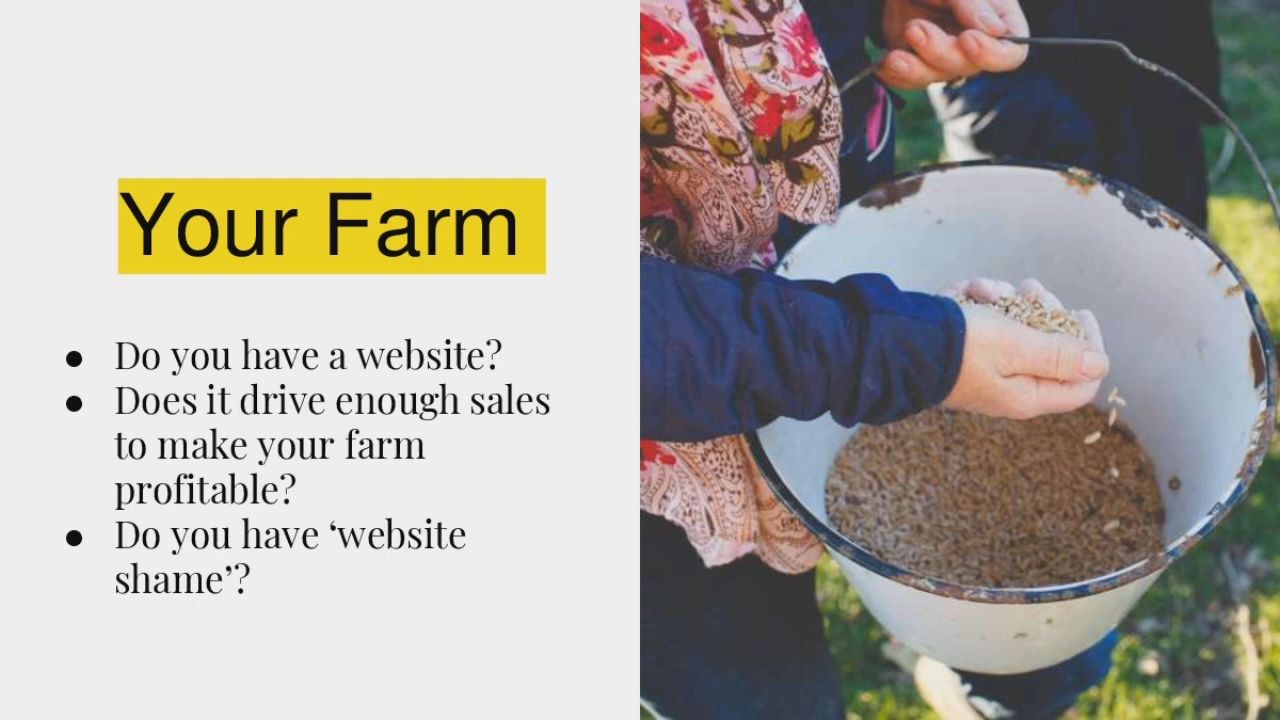 Your Farm
● Do you have a website?
● Does it drive enough sales
to make your farm
profitable?
● Do you have ‘website
shame’?